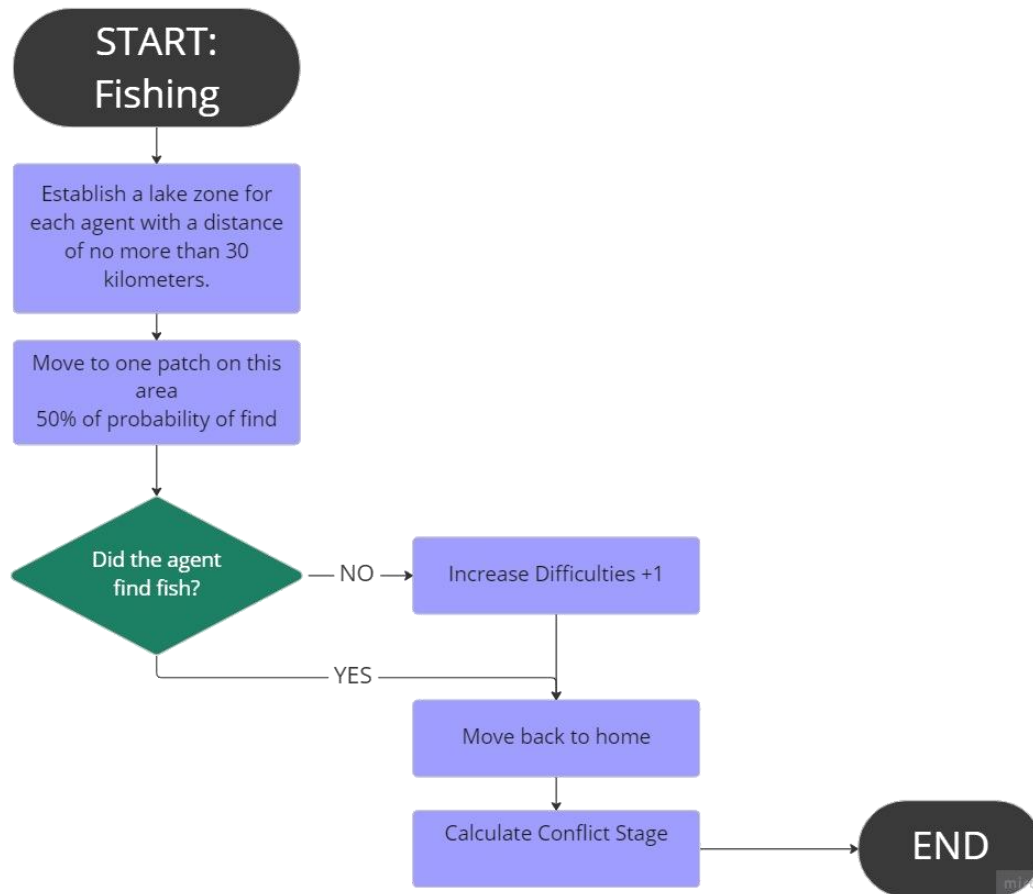 START:
Fishing
Establish a lake zone for
each agent with a distance
of no more than 30
kilometers.
Move to one patch on this
area
50% of probability of find
Did the agent
find fish?
NO
Increase Difficulties +1
YES
Move back to home
Calculate Conflict Stage
END